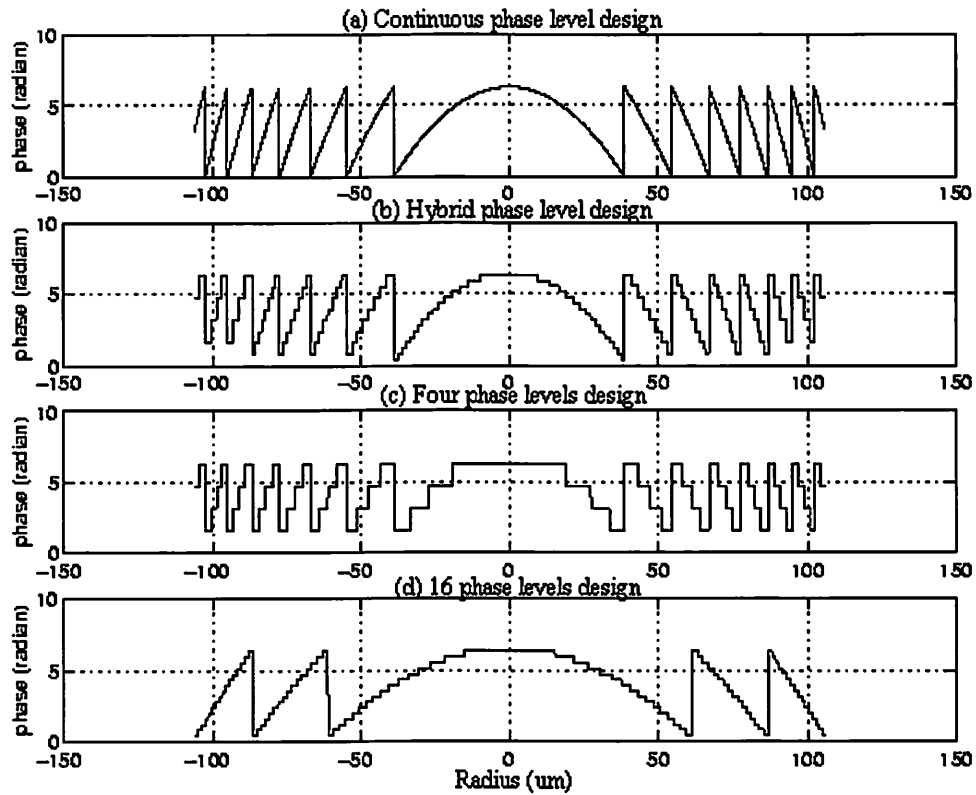 (a) Continuous phase level design
phase (radian)
10
5
0
−150 −100 −50 0 50 100 150
(b) Hybrid phase level design
phase (radian)
10
5
0
−150 −100 −50 0 50 100 150
(c) Four phase levels design
phase (radian)
10
5
0
−150 −100 −50 0 50 100 150
(d) 16 phase levels design
phase (radian)
10
5
0
−150 −100 −50 0 50 100 150
Radius (um)